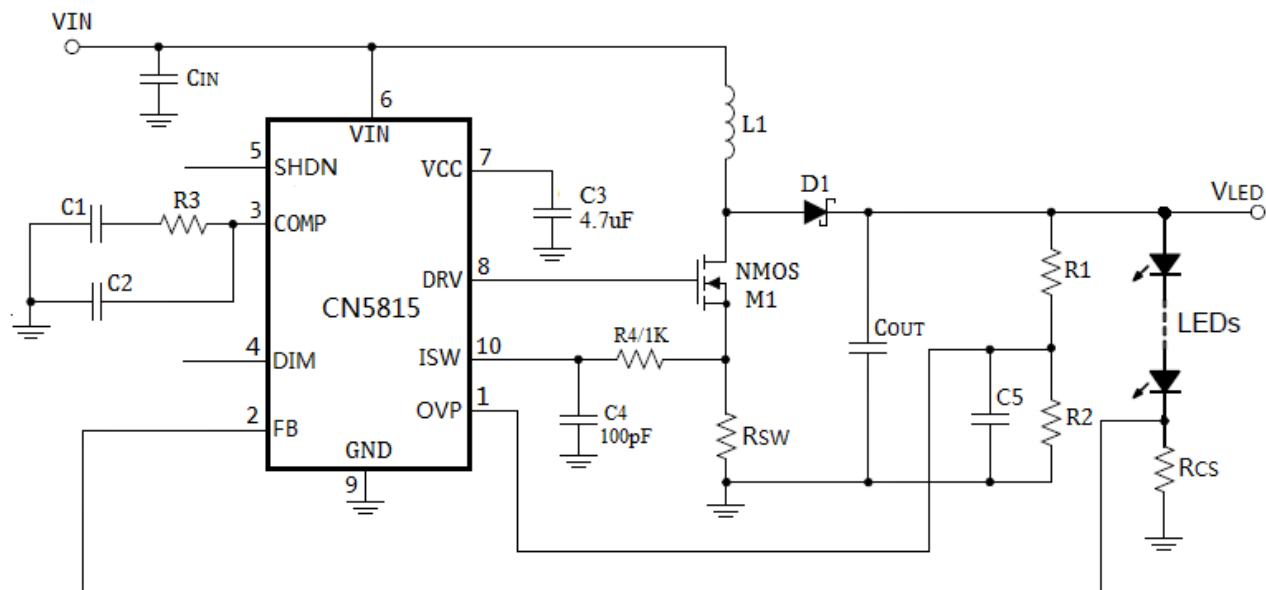 VIN
CIN
6
VIN
L1
5
SHDN
VCC
7
C3
4.7uF
D1
VLED
C1
R3
3
COMP
C2
DRV
8
NMOS
M1
R1
CN5815
COUT
LEDs
R4/1K
4
DIM
ISW
10
C4
100pF
OVP
1
C5
R2
2
FB
RSW
GND
9
RCS